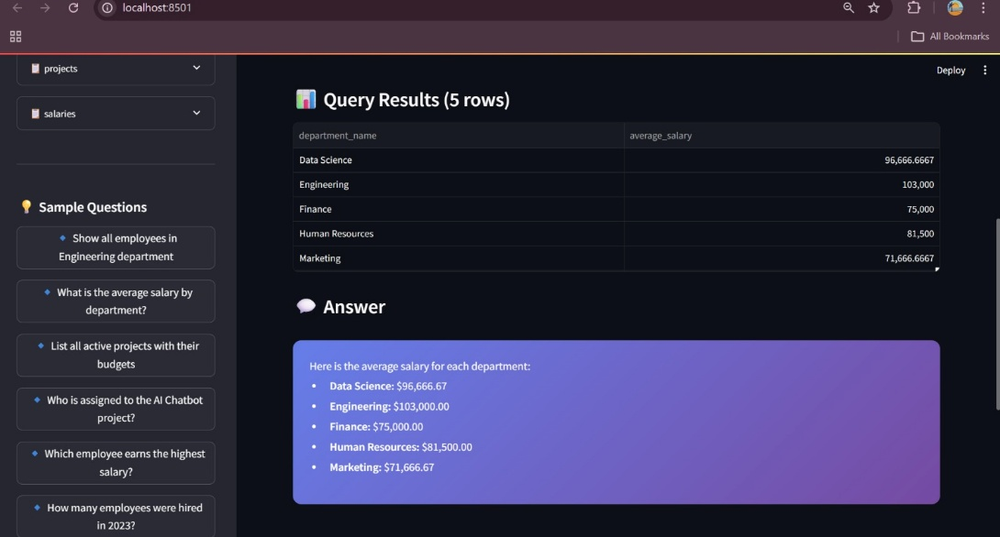 localhost:8501
All Bookmarks
projects
salaries
Sample Questions
Show all employees in
Engineering department
What is the average salary by
department?
List all active projects with their
budgets
Who is assigned to the AI Chatbot
project?
Which employee earns the highest
salary?
How many employees were hired
in 2023?
Deploy
Query Results (5 rows)
department_name average_salary
Data Science 96,666.6667
Engineering 103,000
Finance 75,000
Human Resources 81,500
Marketing 71,666.6667
Answer
Here is the average salary for each department:
• Data Science: $96,666.67
• Engineering: $103,000.00
• Finance: $75,000.00
• Human Resources: $81,500.00
• Marketing: $71,666.67